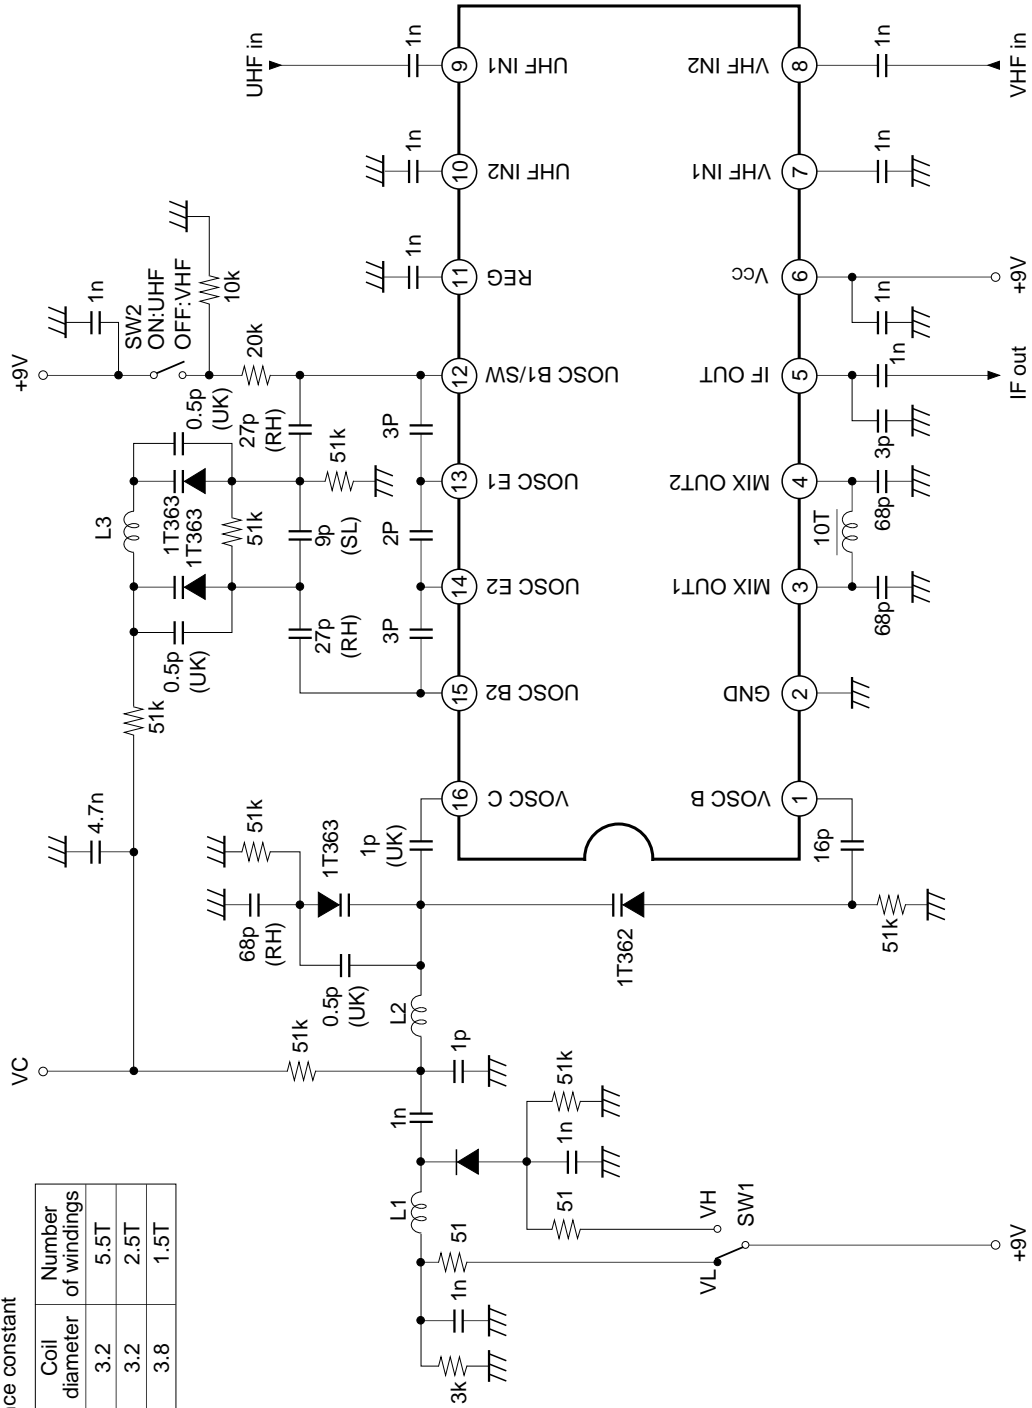 nce constant
Coil
diameter
Number
of windings
3.2
5.5T
3.2
2.5T
3.8
1.5T
VC
4.7n
51k
+9V
1n
SW2
ON:UHF
OFF:VHF
10k
20k
L3
0.5p
(UK)
1T363
1T363
0.5p
(UK)
51k
27p
(RH)
51k
9p
(SL)
27p
(RH)
3P
2P
3P
UHF in
1n
1n
1n
9
UHF IN1
10
UHF IN2
11
REG
12
UOSC B1/SW
13
UOSC E1
14
UOSC E2
15
UOSC B2
16
VOSC C
8
VHF IN2
7
VHF IN1
6
Vcc
5
IF OUT
4
MIX OUT2
3
MIX OUT1
2
GND
1
VOSC B
1n
VHF in
1n
1n
+9V
1n
IF out
3p
68p
10T
68p
16p
51k
1p
(UK)
51k
1T363
68p
(RH)
0.5p
(UK)
1T362
L2
51k
1p
1n
51k
1n
51
L1
51
1n
3k
VH
SW1
VL
+9V